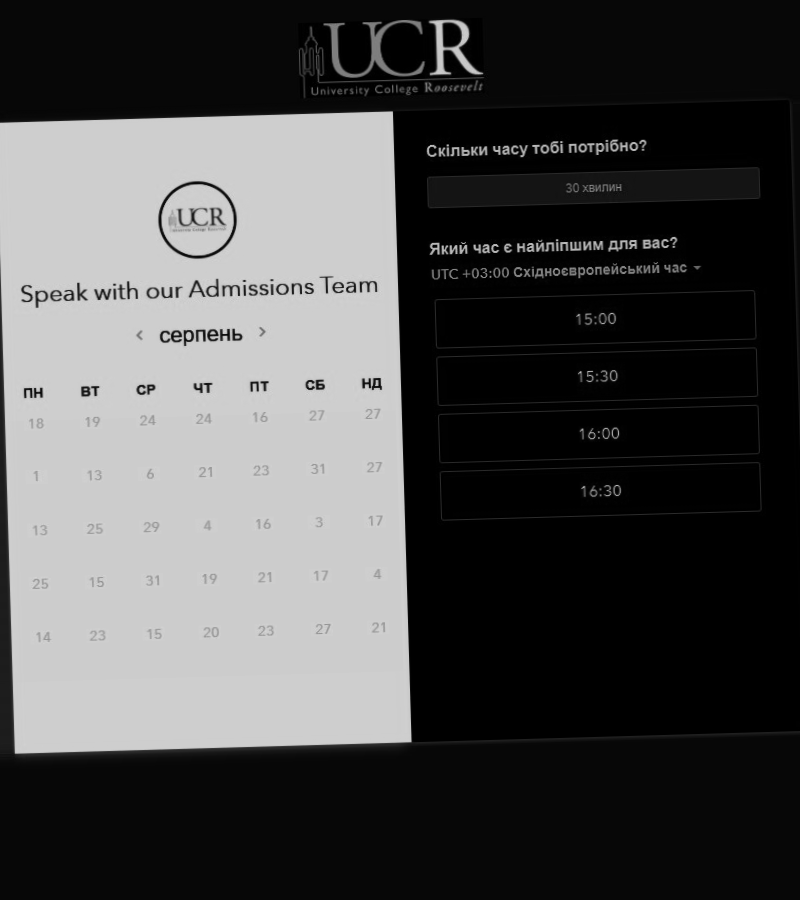 UCR
University College Roosevelt
UCR
University College Roosevelt
Speak with our Admissions Team
‹ серпень ›
ПН ВТ СР ЧТ ПТ СБ НД
18 19 24 24 16 27 27
1 13 6 21 23 31 27
13 25 29 4 16 3 17
25 15 31 19 21 17 4
14 23 15 20 23 27 21
Скільки часу тобі потрібно?
30 хвилин
Який час є найліпшим для вас?
UTC +03:00 Східноєвропейський час
15:00
15:30
16:00
16:30